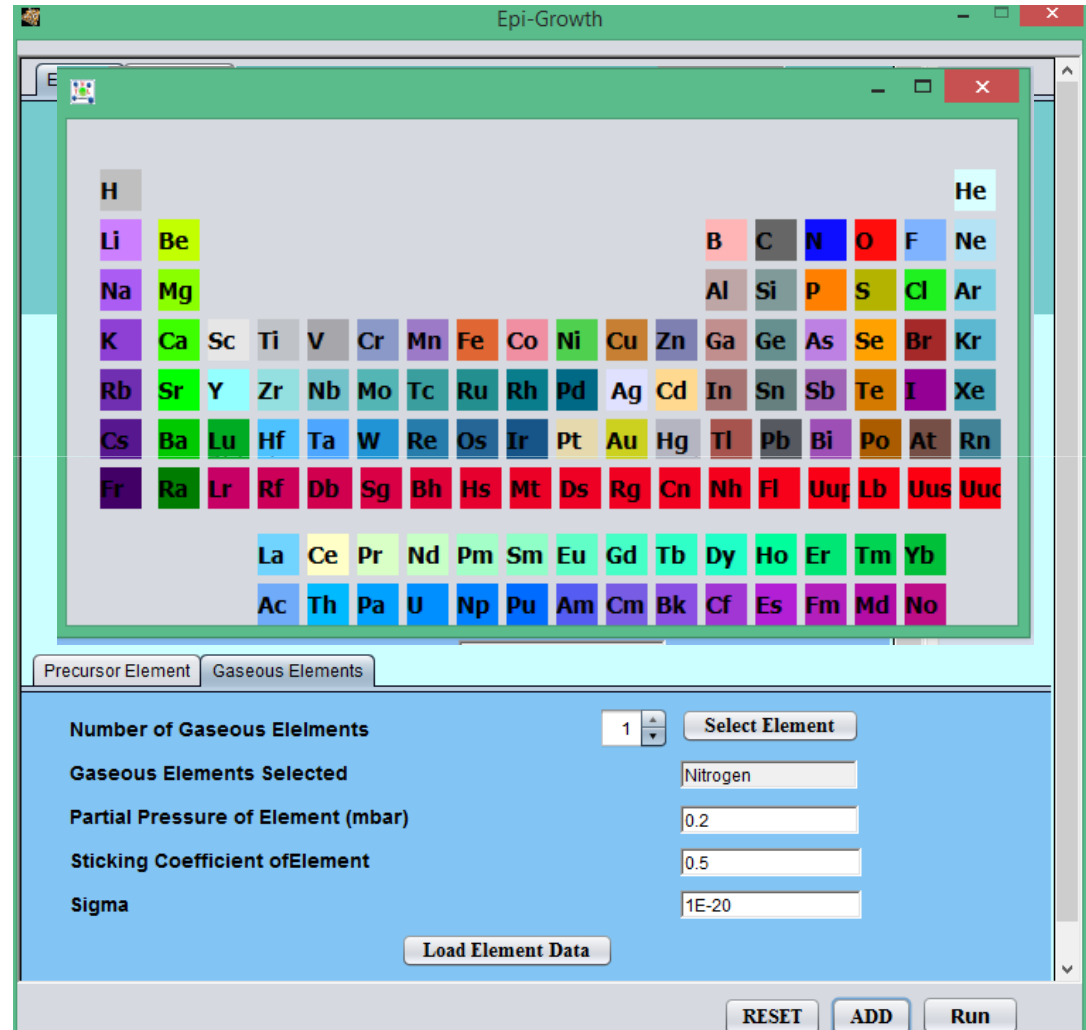 Epi-Growth
H He
Li Be B C N O F Ne
Na Mg Al Si P S Cl Ar
K Ca Sc Ti V Cr Mn Fe Co Ni Cu Zn Ga Ge As Se Br Kr
Rb Sr Y Zr Nb Mo Tc Ru Rh Pd Ag Cd In Sn Sb Te I Xe
Cs Ba Lu Hf Ta W Re Os Ir Pt Au Hg Tl Pb Bi Po At Rn
Fr Ra Lr Rf Db Sg Bh Hs Mt Ds Rg Cn Nh Fl Uup Lb Uus Uuo
La Ce Pr Nd Pm Sm Eu Gd Tb Dy Ho Er Tm Yb
Ac Th Pa U Np Pu Am Cm Bk Cf Es Fm Md No
Precursor Element Gaseous Elements
Number of Gaseous Elelments 1 Select Element
Gaseous Elements Selected Nitrogen
Partial Pressure of Element (mbar) 0.2
Sticking Coefficient ofElement 0.5
Sigma 1E-20
Load Element Data
RESET ADD Run